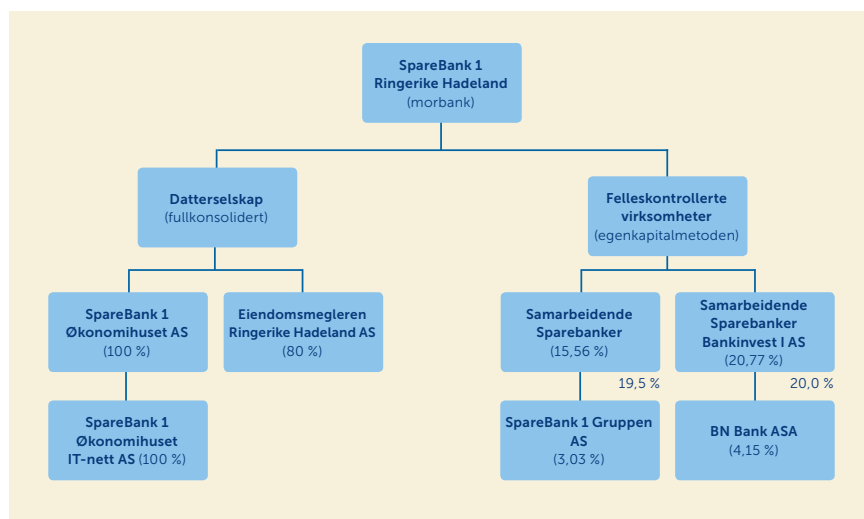 SpareBank 1
Ringerike Hadeland
(morbank)
Datterselskap
(fullkonsolidert)
Felleskontrollerte
virksomheter
(egenkapitalmetoden)
SpareBank 1
Økonomihuset AS
(100 %)
Eiendomsmegleren
Ringerike Hadeland AS
(80 %)
Samarbeidende
Sparebanker
(15,56 %)
Samarbeidende
Sparebanker
Bankinvest I AS
(20,77 %)
19,5 %
20,0 %
SpareBank 1
Økonomihuset
IT-nett AS (100 %)
SpareBank 1 Gruppen
AS
(3,03 %)
BN Bank ASA
(4,15 %)